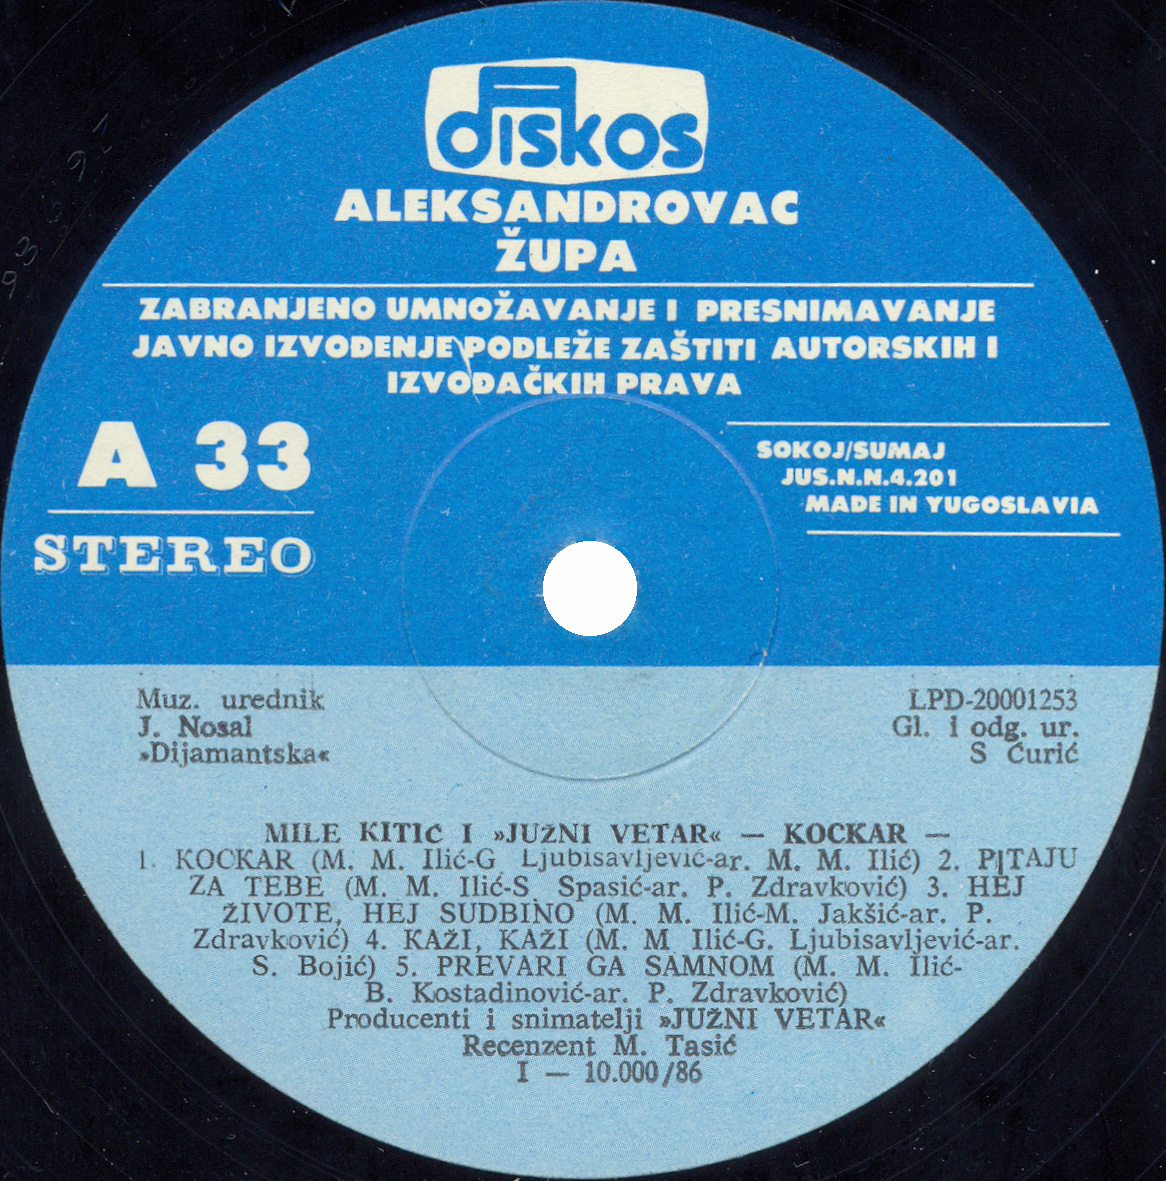 diskos
ALEKSANDROVAC
ŽUPA
ZABRANJENO UMNOŽAVANJE I PRESNIMAVANJE
JAVNO IZVOĐENJE PODLEŽE ZAŠTITI AUTORSKIH I
IZVOĐAČKIH PRAVA
A 33
STEREO
SOKOJ/SUMAJ
JUS.N.N.4.201
MADE IN YUGOSLAVIA
Muz. urednik
J. Nosal
»Dijamantska«
LPD-20001253
Gl. i odg. ur.
S Ćurić
MILE KITIĆ I »JUŽNI VETAR« — KOCKAR —
1. KOCKAR (M. M. Ilić-G Ljubisavljević-ar. M. M. Ilić) 2. PITAJU
ZA TEBE (M. M. Ilić-S Spasić-ar. P. Zdravković) 3. HEJ
ŽIVOTE, HEJ SUDBINO (M. M. Ilić-M. Jakšić-ar. P.
Zdravković) 4. KAŽI, KAŽI (M. M Ilić-G. Ljubisavljević-ar.
S. Bojić) 5. PREVARI GA SAMNOM (M. M. Ilić-
B. Kostadinović-ar. P. Zdravković)
Producenti i snimatelji »JUŽNI VETAR«
Recenzent M. Tasić
I — 10.000/86